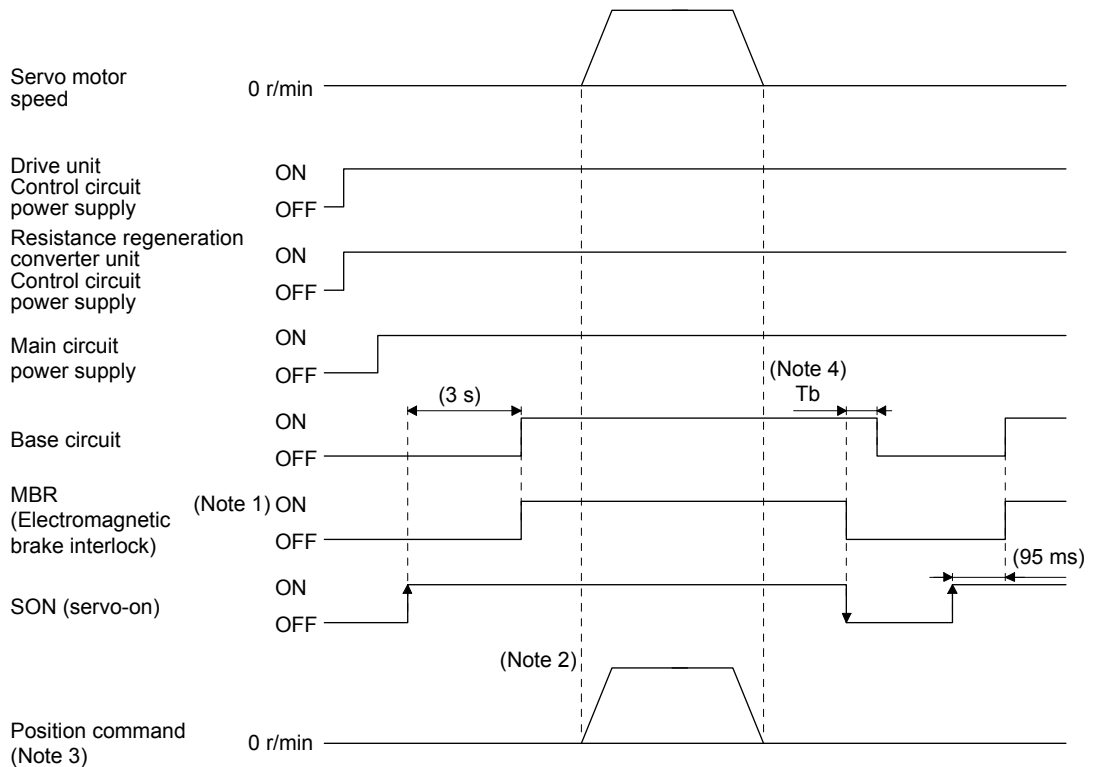 Servo motor
speed
0 r/min
Drive unit
Control circuit
power supply
ON
OFF
Resistance regeneration
converter unit
Control circuit
power supply
ON
OFF
Main circuit
power supply
ON
OFF
(3 s)
(Note 4)
Tb
Base circuit
ON
OFF
MBR
(Electromagnetic
brake interlock)
(Note 1) ON
OFF
(95 ms)
SON (servo-on)
ON
OFF
(Note 2)
Position command
(Note 3)
0 r/min